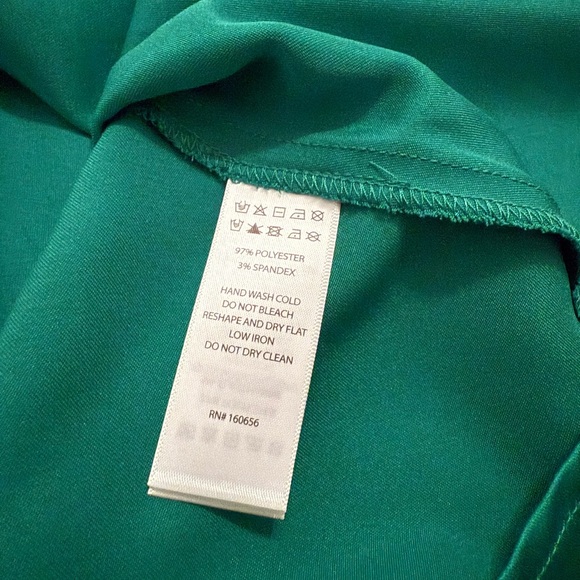 97% POLYESTER
3% SPANDEX
HAND WASH COLD
DO NOT BLEACH
RESHAPE AND DRY FLAT
LOW IRON
DO NOT DRY CLEAN
RN# 160656